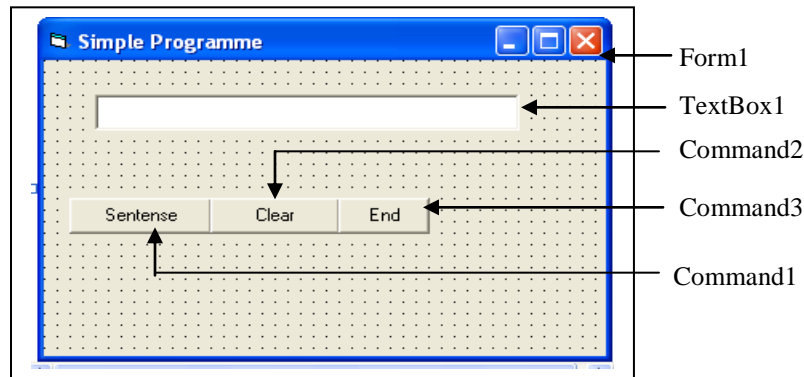 Simple Programme
Form1
TextBox1
Command2
Sentense Clear End
Command3
Command1